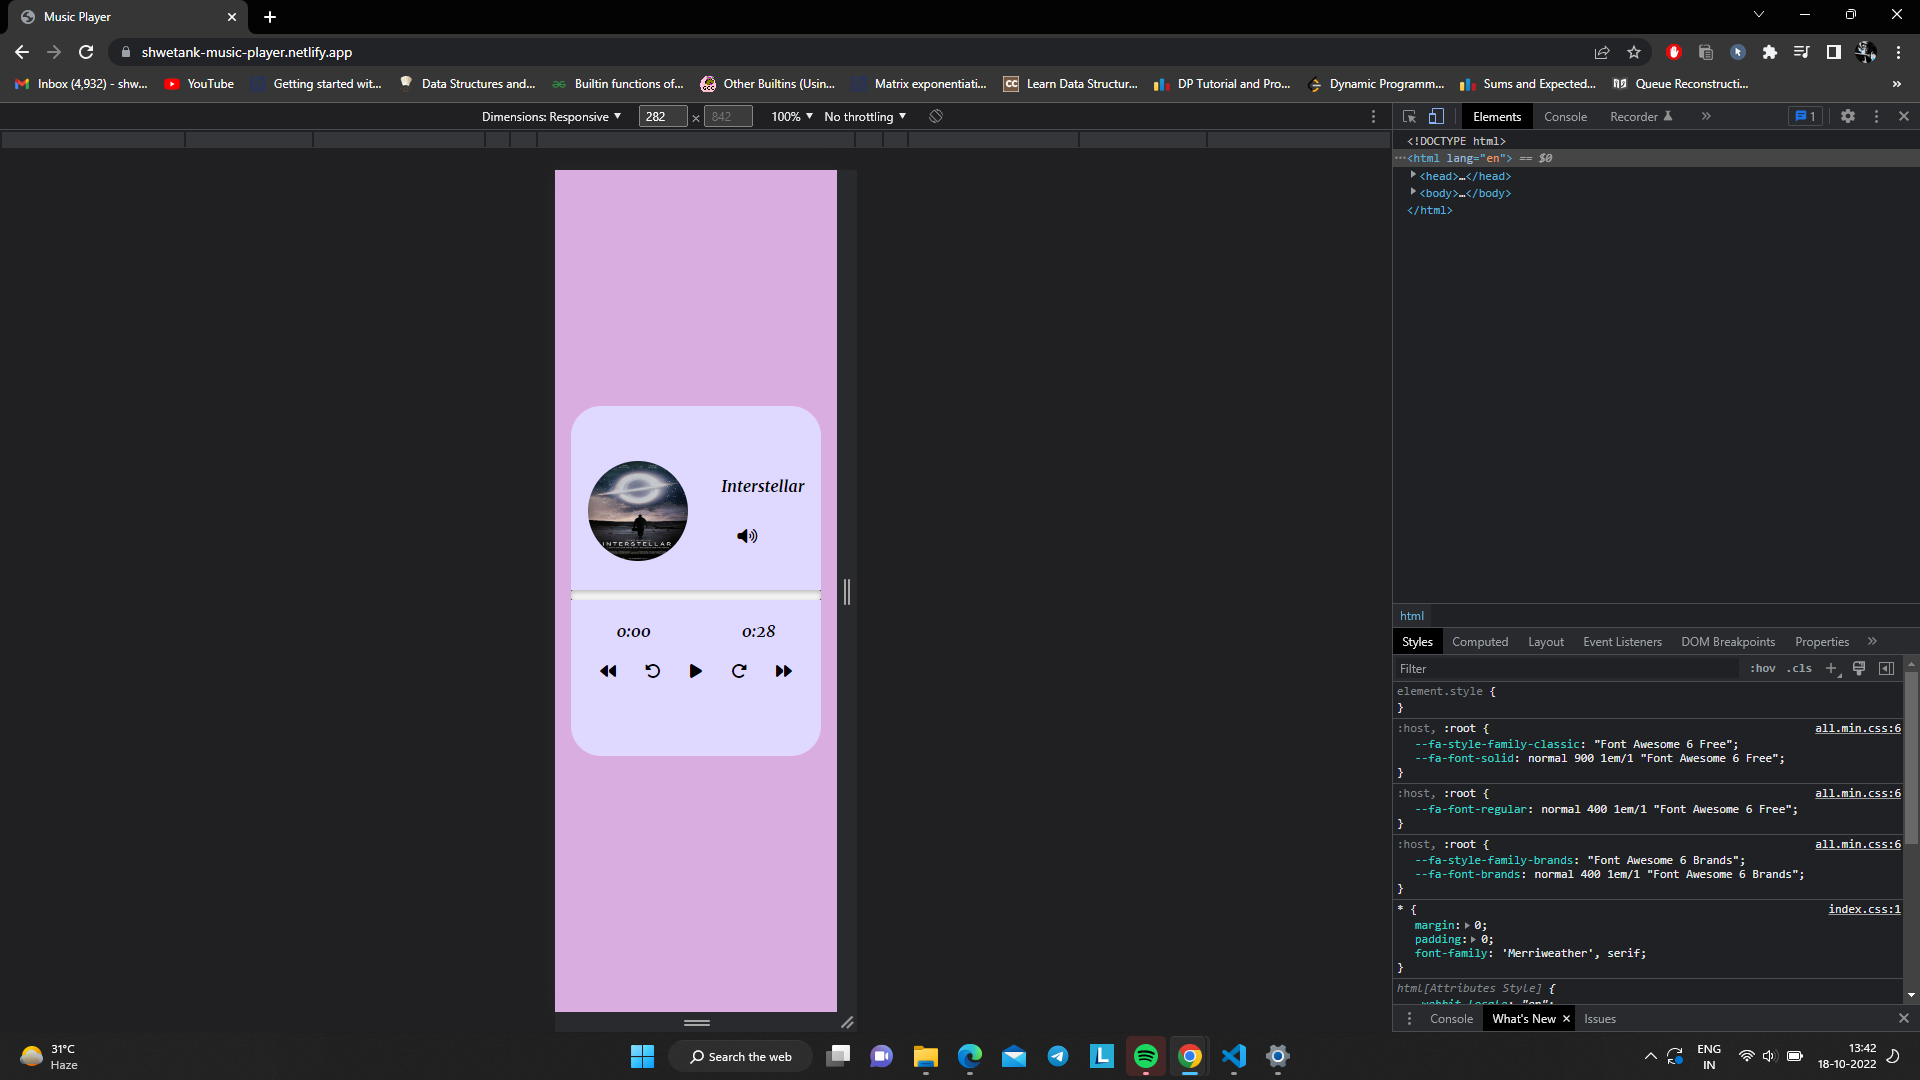 Music Player
shwetank-music-player.netlify.app
Inbox (4,932) - shw...
YouTube
Getting started wit...
Data Structures and...
Builtin functions of...
Other Builtins (Usin...
Matrix exponentiati...
Learn Data Structur...
DP Tutorial and Pro...
Dynamic Programm...
Sums and Expected...
Queue Reconstructi...
»
Dimensions: Responsive
282
×
842
100%
No throttling
Elements
Console
Recorder
»
1
<!DOCTYPE html>
<html lang="en"> == $0
<head>…</head>
<body>…</body>
</html>
Interstellar
INTERSTELLAR
0:00
0:28
html
Styles
Computed
Layout
Event Listeners
DOM Breakpoints
Properties
»
Filter
:hov
.cls
element.style {
}
:host, :root {
all.min.css:6
--fa-style-family-classic: "Font Awesome 6 Free";
--fa-font-solid: normal 900 1em/1 "Font Awesome 6 Free";
}
:host, :root {
all.min.css:6
--fa-font-regular: normal 400 1em/1 "Font Awesome 6 Free";
}
:host, :root {
all.min.css:6
--fa-style-family-brands: "Font Awesome 6 Brands";
--fa-font-brands: normal 400 1em/1 "Font Awesome 6 Brands";
}
* {
index.css:1
margin: 0;
padding: 0;
font-family: 'Merriweather', serif;
}
html[Attributes Style] {
-webkit-locale: "en";
Console
What's New
Issues
31°C
Haze
Search the web
L
ENG
IN
13:42
18-10-2022